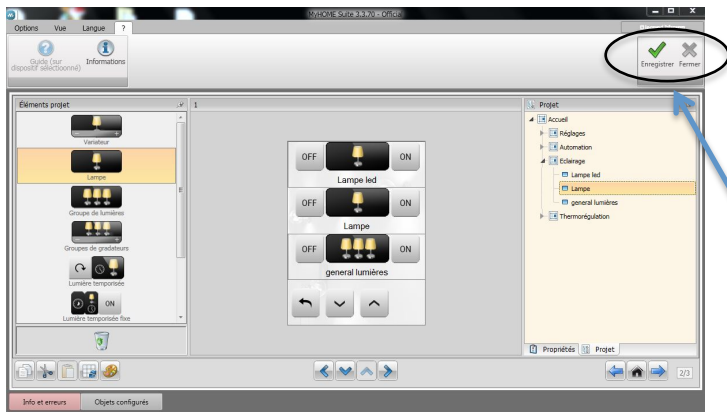 MyHOME Suite 3.3.70 - Officiel
Options Vue Langue ?
Guide (sur dispositif sélectionné)
Informations
Enregistrer Fermer
Éléments projet
Variateur
Lampe
Groupe de lumières
Groupes de gradateurs
Lumière temporisée
ON
Lumière temporisée fixe
1
OFF ON
Lampe led
OFF ON
Lampe
OFF ON
general lumières
Projet
Accueil
Réglages
Automation
Eclairage
Lampe led
Lampe
general lumières
Thermorégulation
Propriétés Projet
2/3
Info et erreurs Objets configurés